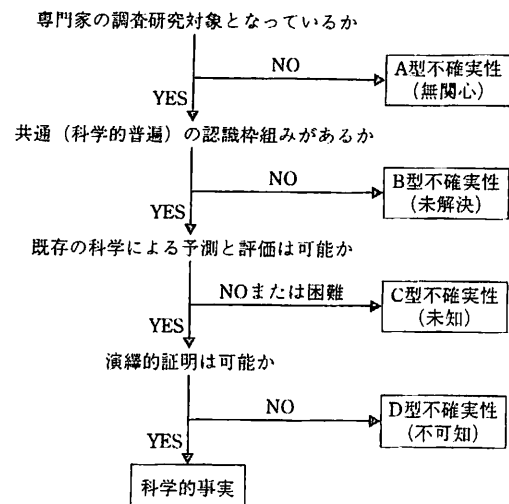 専門家の調査研究対象となっているか
NO
A型不確実性
(無関心)
YES
共通(科学的普遍)の認識枠組みがあるか
NO
B型不確実性
(未解決)
YES
既存の科学による予測と評価は可能か
NOまたは困難
C型不確実性
(未知)
YES
演繹的証明は可能か
NO
D型不確実性
(不可知)
YES
科学的事実